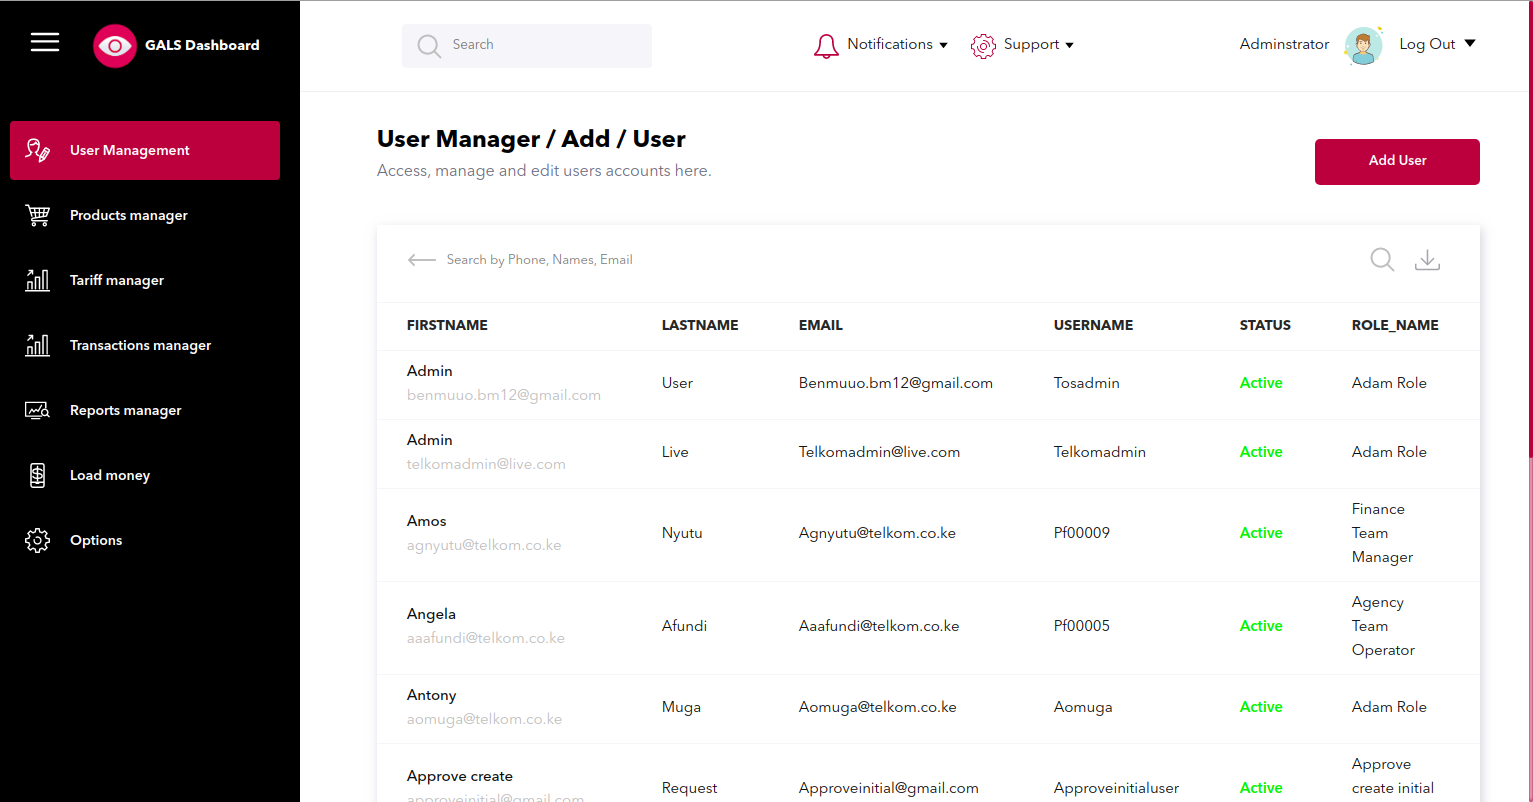 GALS Dashboard
Search
Notifications
Support
Adminstrator
Log Out
User Management
Products manager
Tariff manager
Transactions manager
Reports manager
Load money
Options
User Manager / Add / User
Access, manage and edit users accounts here.
Add User
Search by Phone, Names, Email
FIRSTNAME LASTNAME EMAIL USERNAME STATUS ROLE_NAME
Admin
benmuuo.bm12@gmail.com
User Benmuuo.bm12@gmail.com Tosadmin Active Adam Role
Admin
telkomadmin@live.com
Live Telkomadmin@live.com Telkomadmin Active Adam Role
Amos
agnyutu@telkom.co.ke
Nyutu Agnyutu@telkom.co.ke Pf00009 Active
Finance
Team
Manager
Angela
aaafundi@telkom.co.ke
Afundi Aaafundi@telkom.co.ke Pf00005 Active
Agency
Team
Operator
Antony
aomuga@telkom.co.ke
Muga Aomuga@telkom.co.ke Aomuga Active Adam Role
Approve create
approveinitial@gmail.com
Request Approveinitial@gmail.com Approveinitialuser Active
Approve
create initial